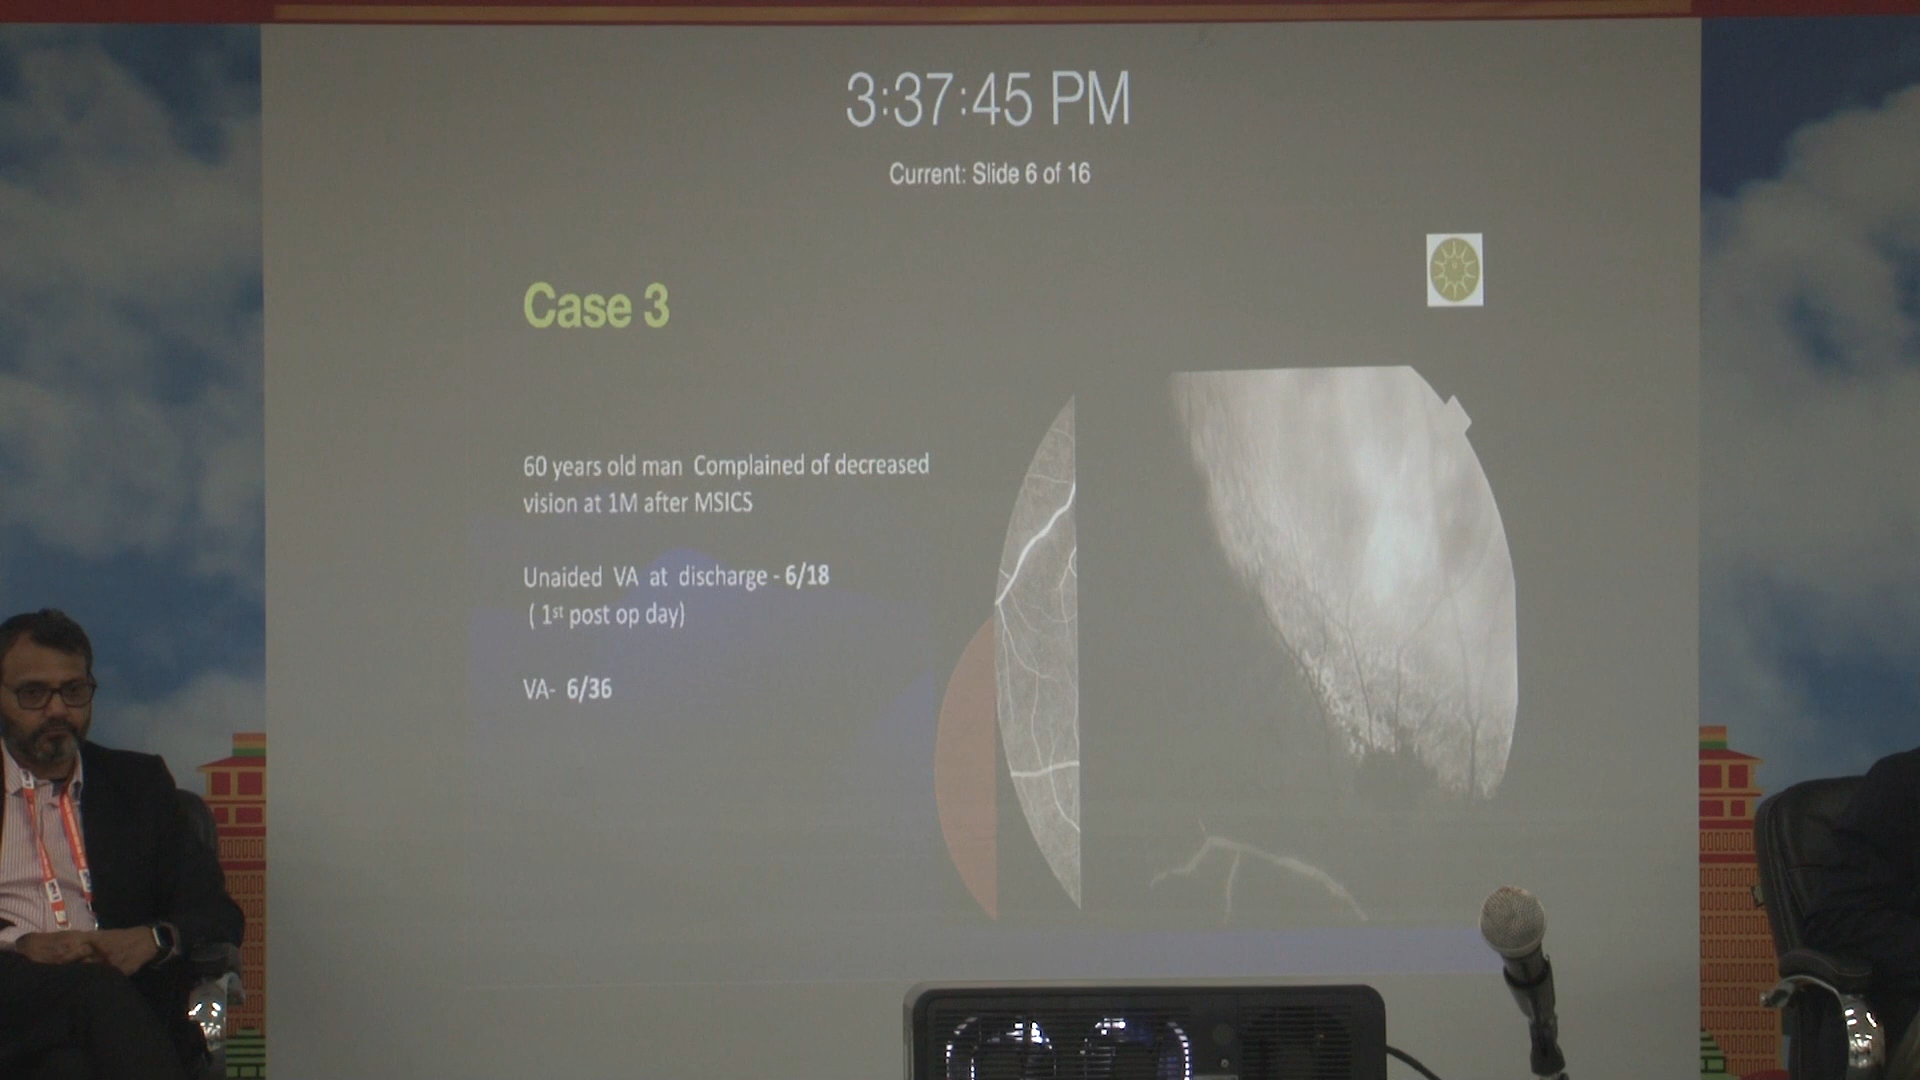 3:37:45 PM
Current: Slide 6 of 16
Case 3
60 years old man Complained of decreased
vision at 1M after MSICS
Unaided VA at discharge - 6/18
( 1st post op day)
VA- 6/36